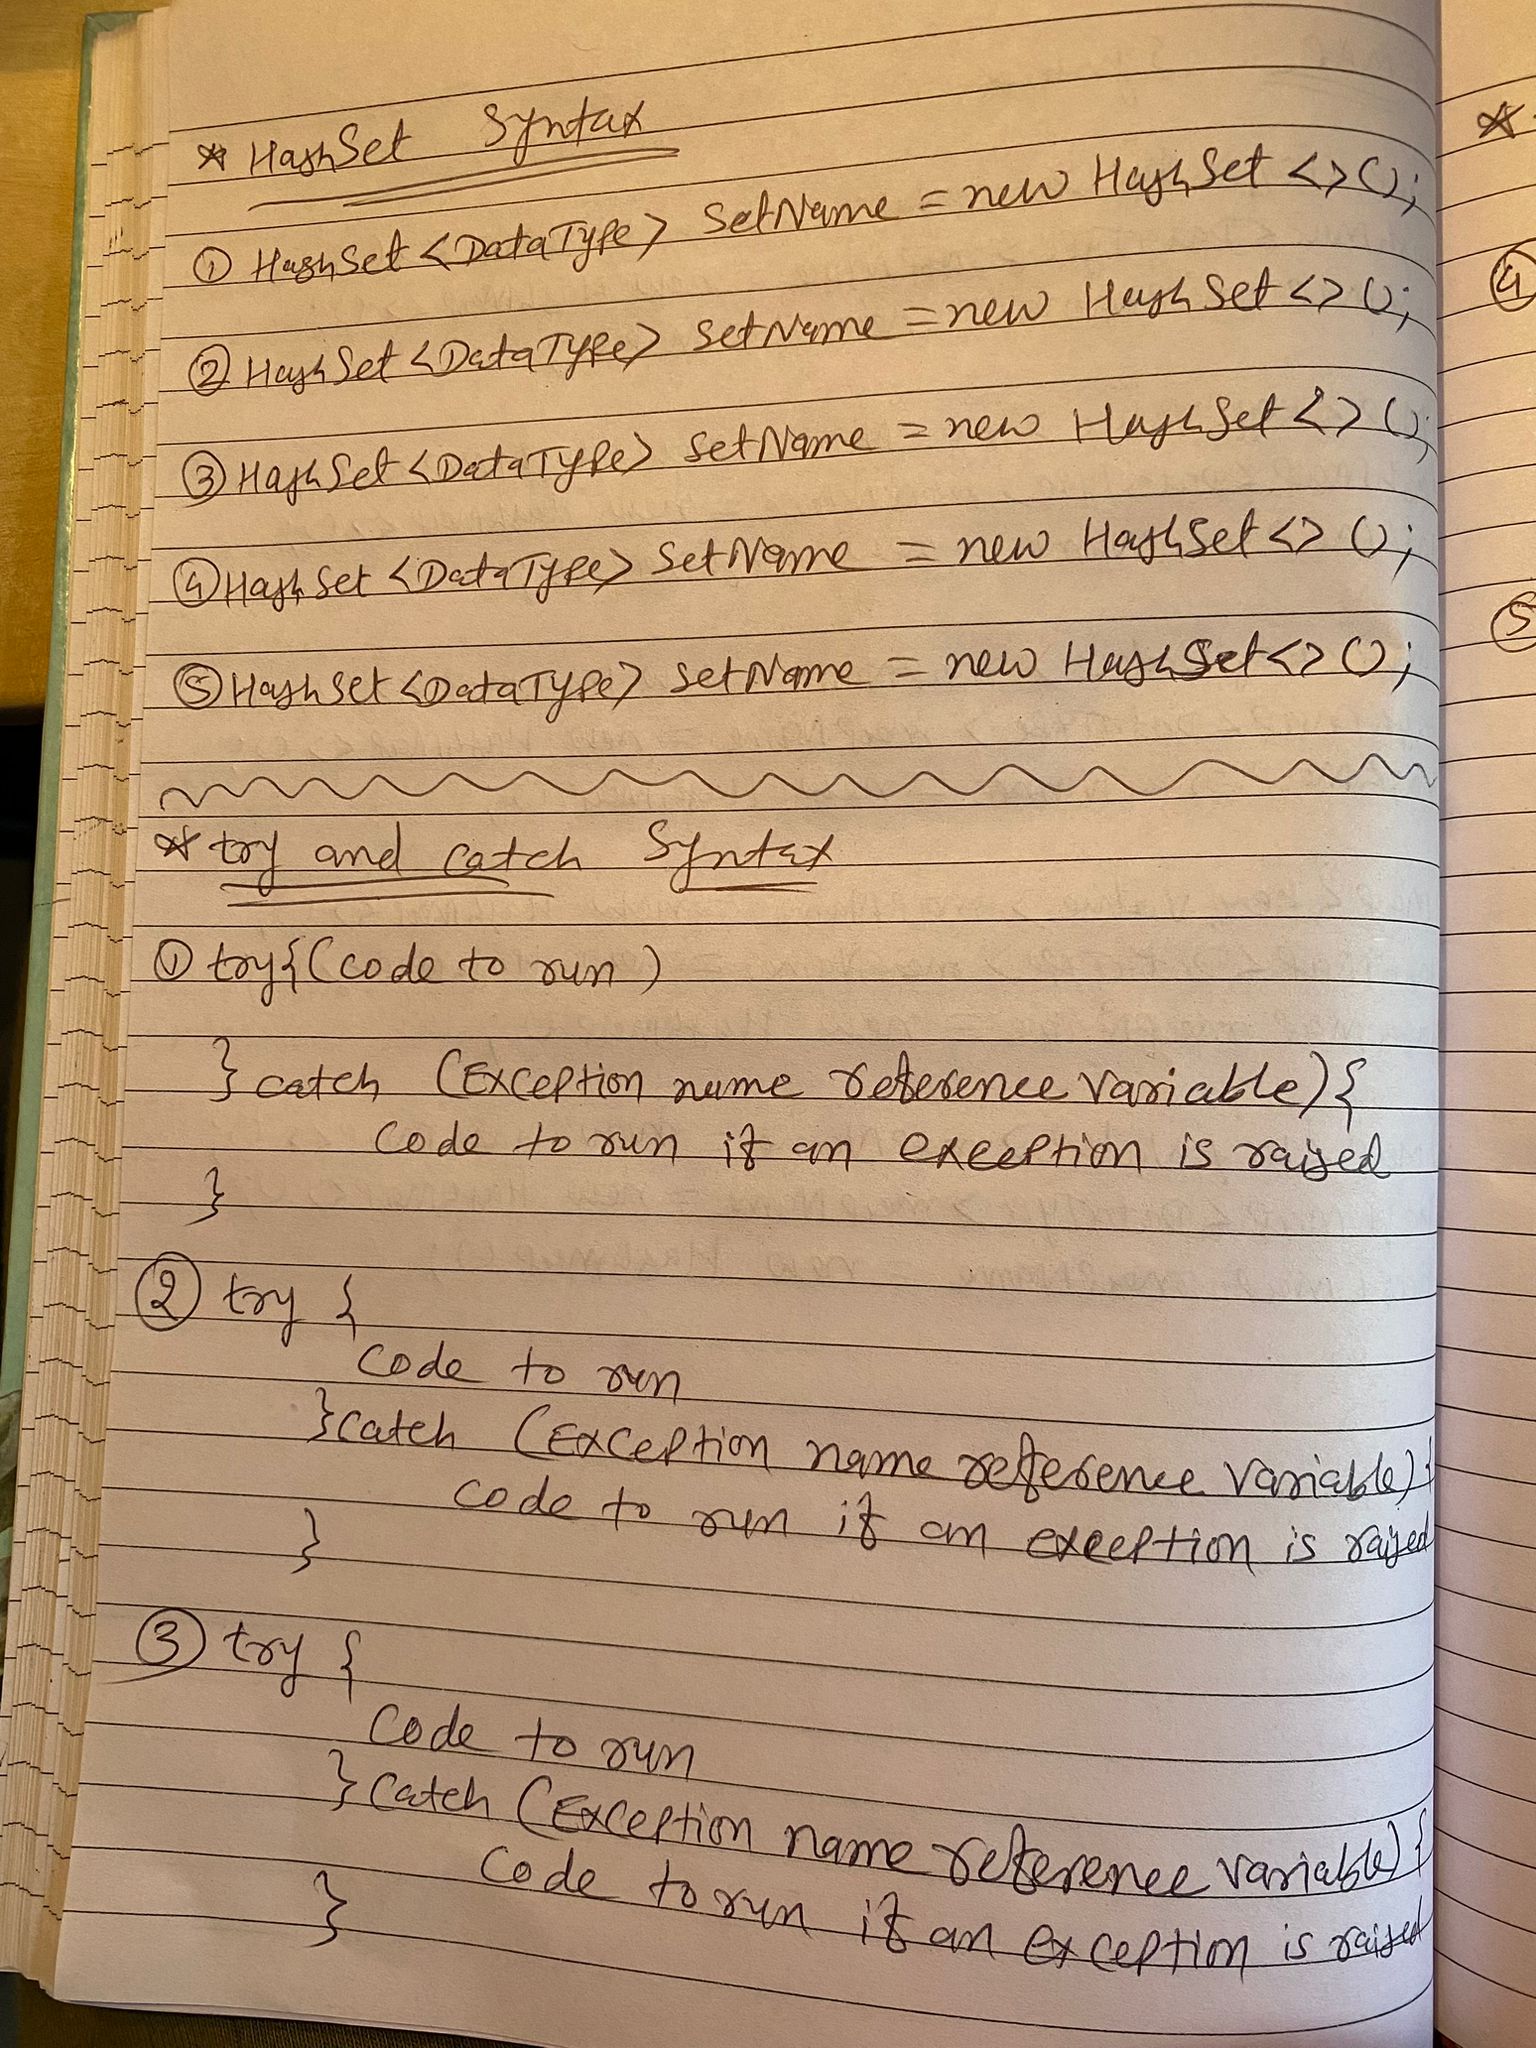 * HashSet Syntax
① HashSet <DataType> SetName = new HashSet <>();
② HashSet <DataType> SetName = new HashSet <> ();
③ HashSet <DataType> SetName = new HashSet <> ();
④ HashSet <DataType> SetName = new HashSet <> ();
⑤ HashSet <DataType> SetName = new HashSet <> ();
* try and catch Syntax
① try{(code to run)
} catch (Exception name reference variable){
code to run if an exception is raised
}
② try {
code to run
}catch (Exception name reference variable) {
code to run if an exception is raised
}
③ try {
Code to run
} Catch (Exception name reference variable) {
Code to run if an exception is raised
}
*
④
⑤